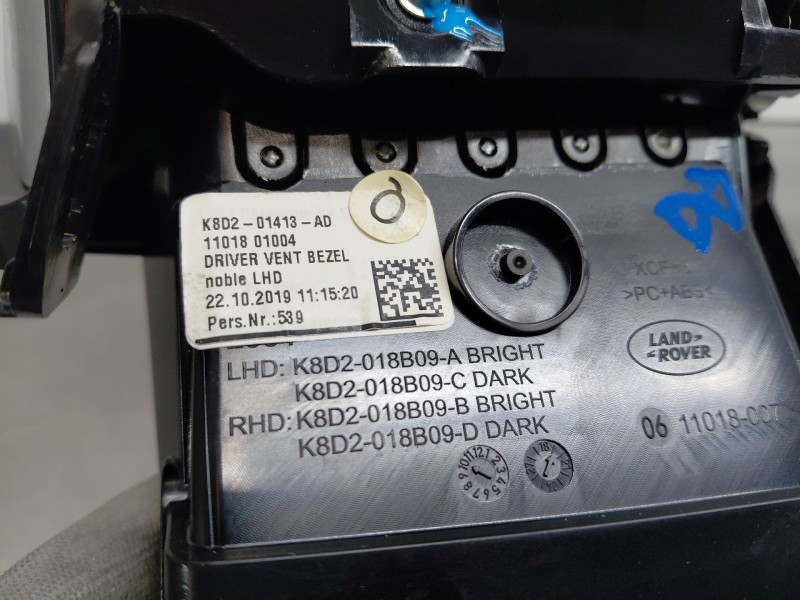 K8D2-01413-AD
11018 01004
DRIVER VENT BEZEL
noble LHD
22.10.2019 11:15:20
Pers.Nr.:539
>PC+ABS<
LAND-
-ROVER
LHD: K8D2-018B09-A BRIGHT
K8D2-018B09-C DARK
RHD: K8D2-018B09-B BRIGHT
K8D2-018B09-D DARK
06 11018-007